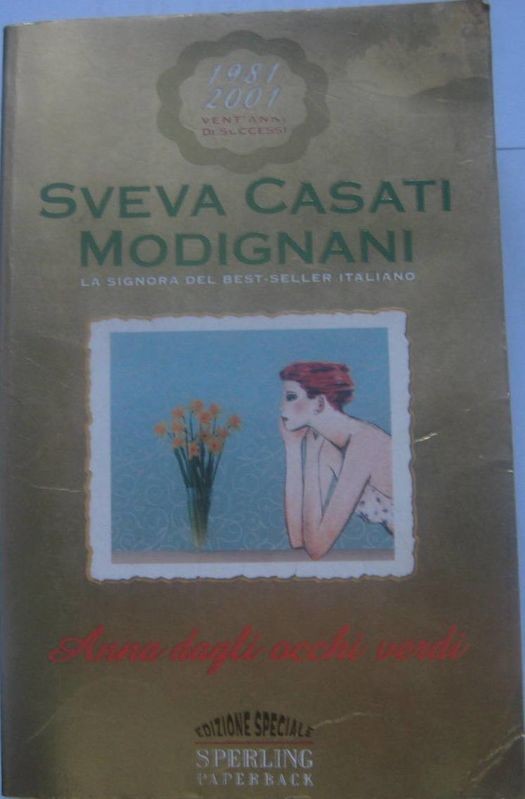 1981
2001
VENT'ANNI
DI SUCCESSI
SVEVA CASATI
MODIGNANI
LA SIGNORA DEL BEST-SELLER ITALIANO
Anna dagli occhi verdi
EDIZIONE SPECIALE
SPERLING
PAPERBACK